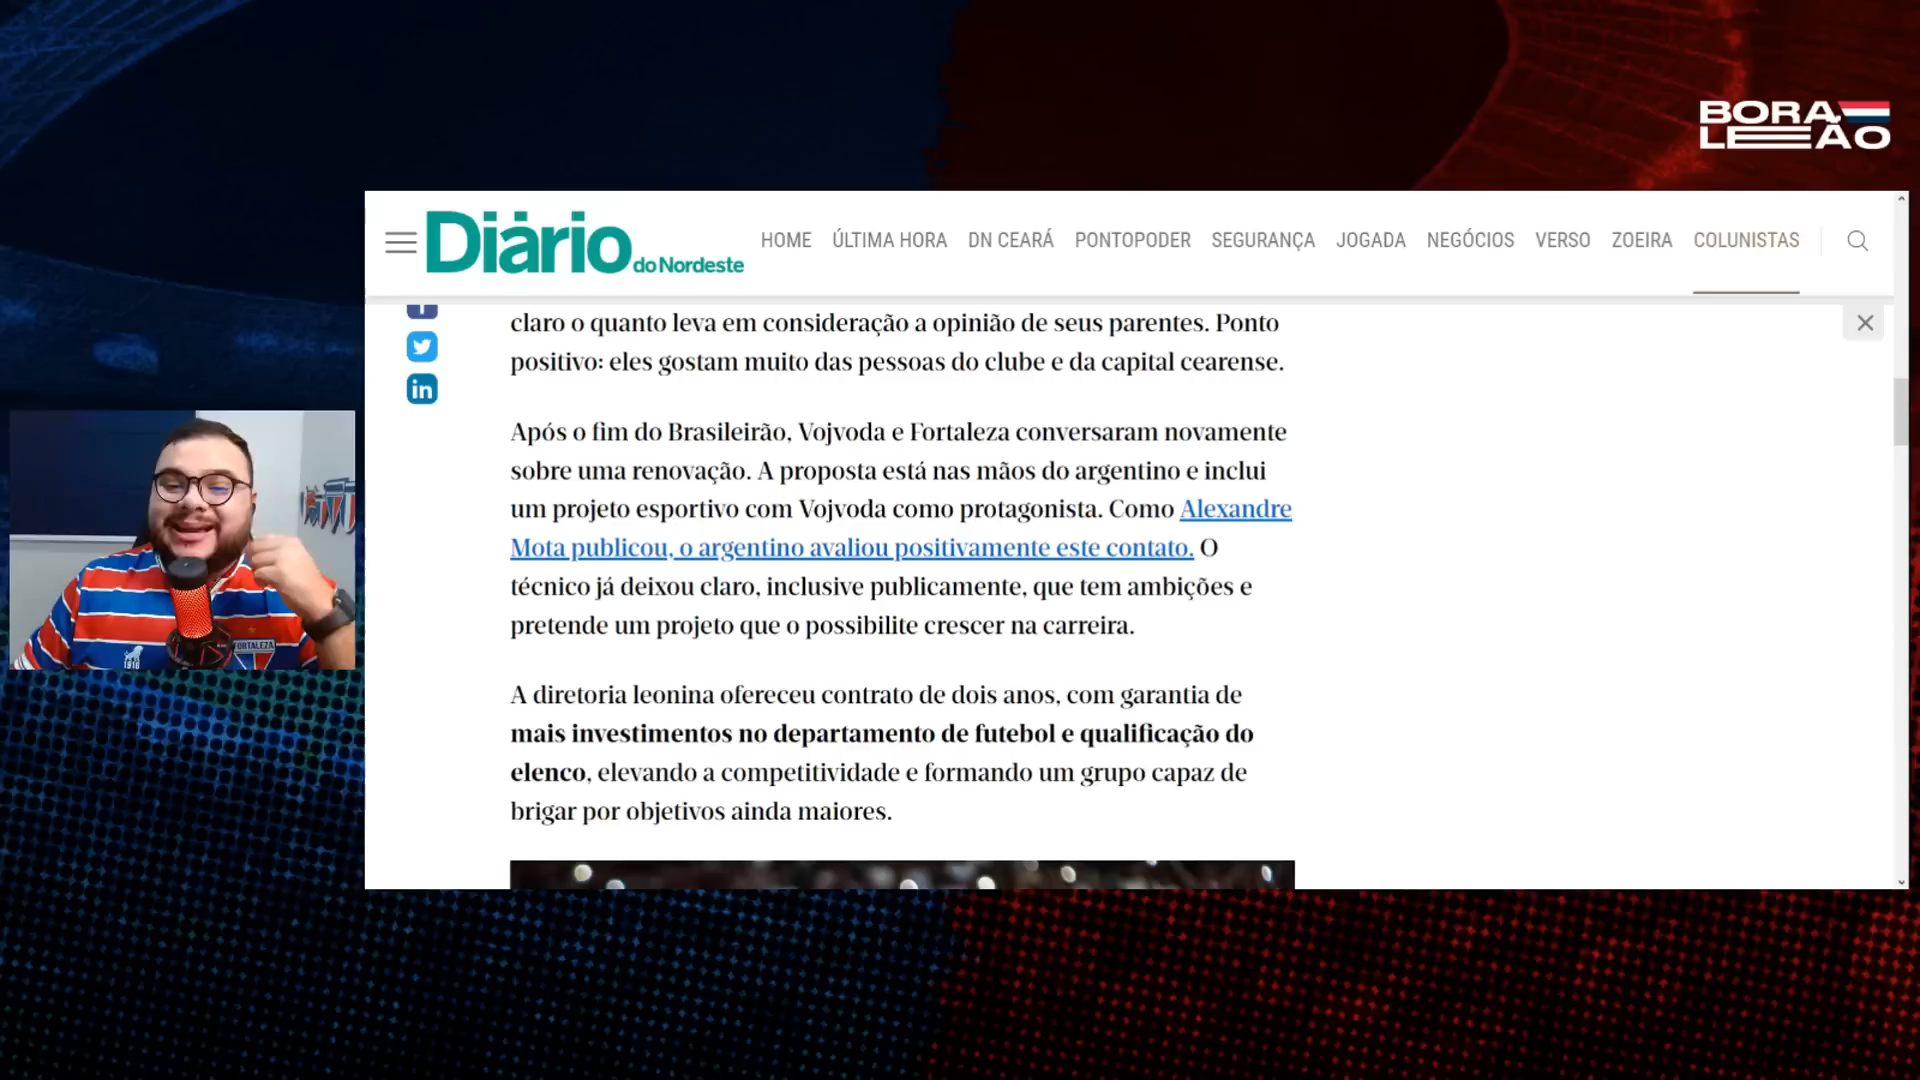 BORA
LEÃO
Diário do Nordeste
HOME ÚLTIMA HORA DN CEARÁ PONTOPODER SEGURANÇA JOGADA NEGÓCIOS VERSO ZOEIRA COLUNISTAS
claro o quanto leva em consideração a opinião de seus parentes. Ponto
positivo: eles gostam muito das pessoas do clube e da capital cearense.
Após o fim do Brasileirão, Vojvoda e Fortaleza conversaram novamente
sobre uma renovação. A proposta está nas mãos do argentino e inclui
um projeto esportivo com Vojvoda como protagonista. Como Alexandre
Mota publicou, o argentino avaliou positivamente este contato. O
técnico já deixou claro, inclusive publicamente, que tem ambições e
pretende um projeto que o possibilite crescer na carreira.
A diretoria leonina ofereceu contrato de dois anos, com garantia de
mais investimentos no departamento de futebol e qualificação do
elenco, elevando a competitividade e formando um grupo capaz de
brigar por objetivos ainda maiores.
in
1918
FORTALEZA